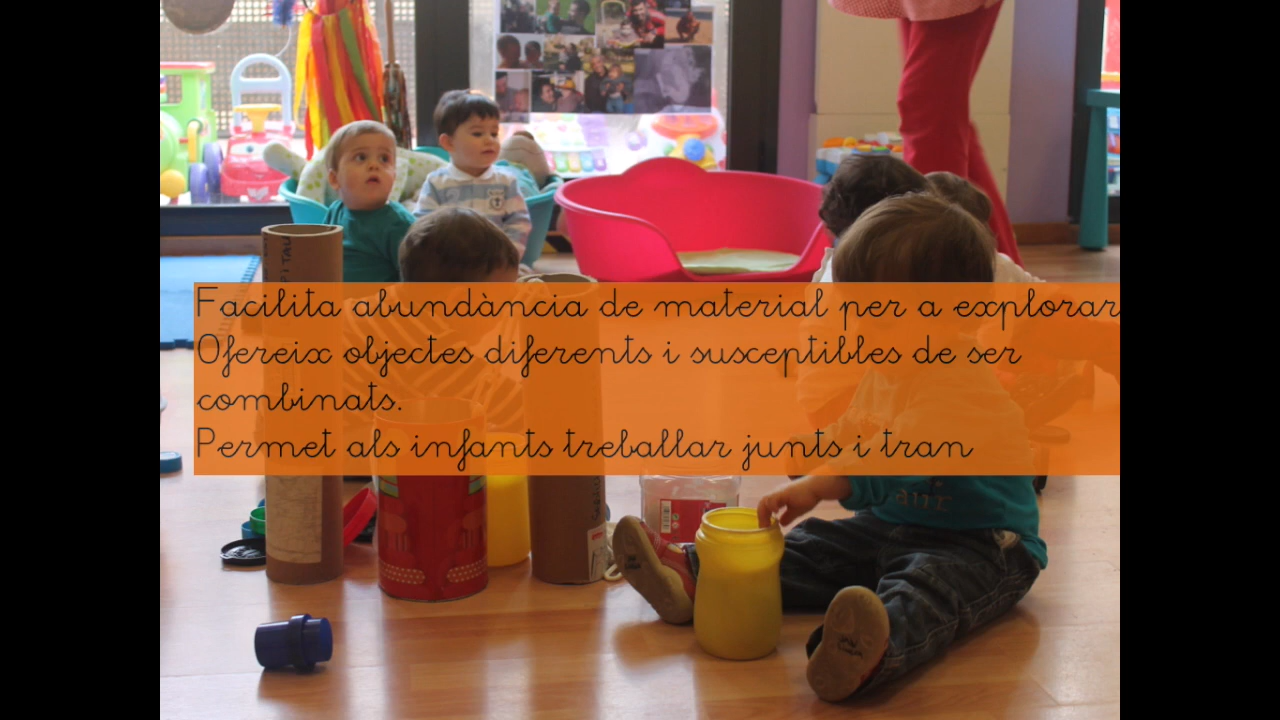 Facilita abundància de material per a explorar
Ofereix objectes diferents i susceptibles de ser
combinats.
Permet als infants treballar junts i tran